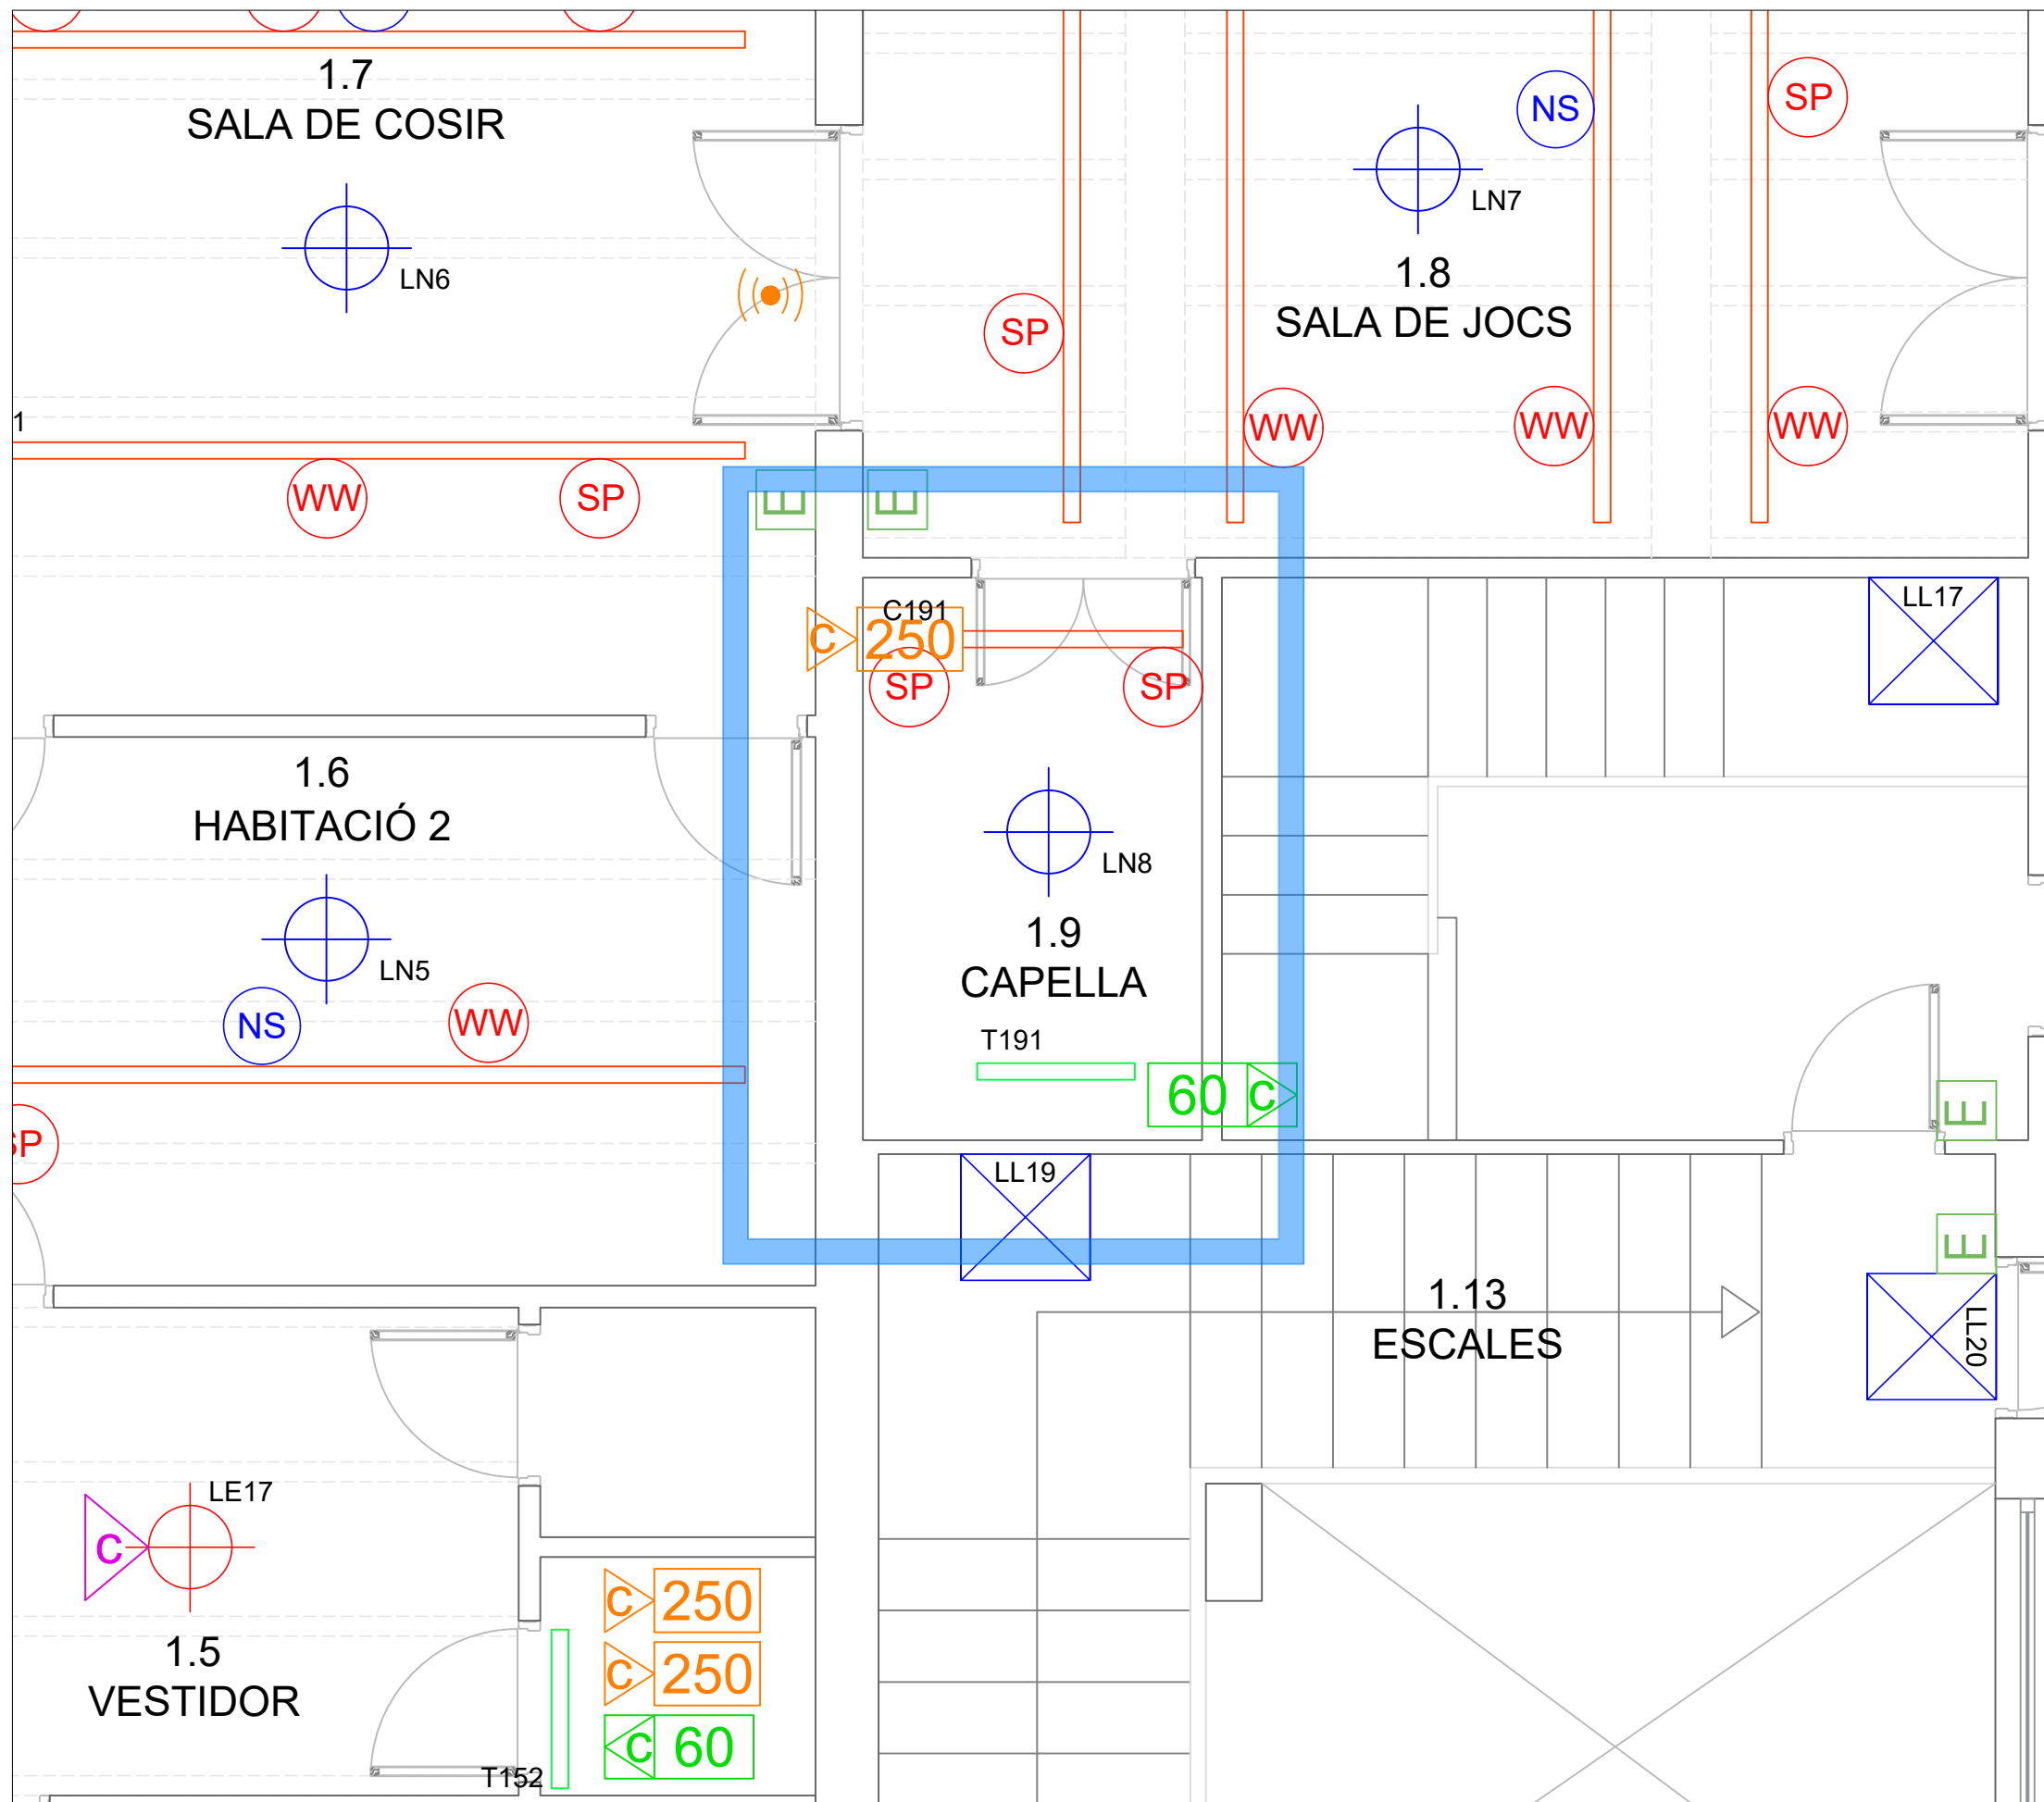 1.7
SALA DE COSIR
LN6
NS
SP
LN7
1.8
SALA DE JOCS
SP
WW
WW
WW
1
WW
SP
E
E
C191
C 250
SP
SP
LL17
1.6
HABITACIÓ 2
LN5
NS
WW
LN8
1.9
CAPELLA
T191
60 C
SP
E
LL19
E
1.13
ESCALES
LL20
LE17
C
1.5
VESTIDOR
C 250
C 250
C 60
T152